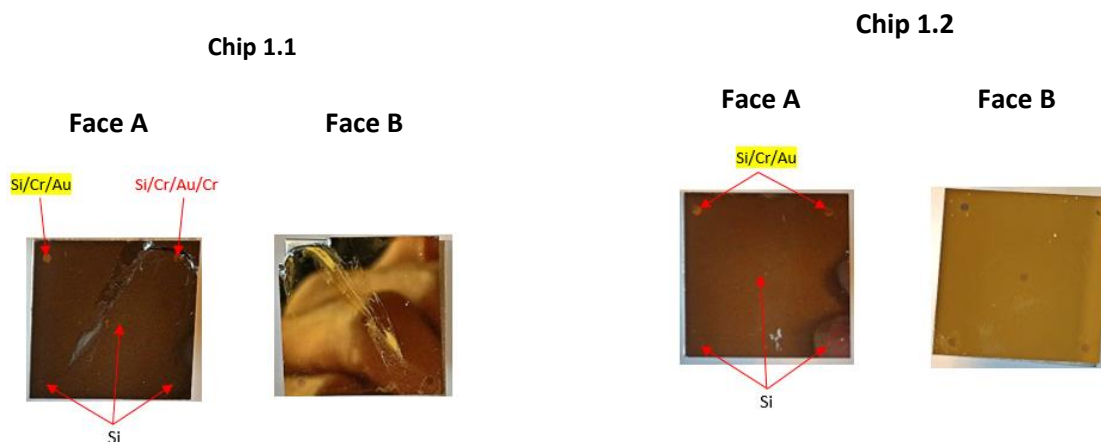 Chip 1.1
Chip 1.2
Face A
Face B
Face A
Face B
Si/Cr/Au
Si/Cr/Au/Cr
Si/Cr/Au
Si
Si